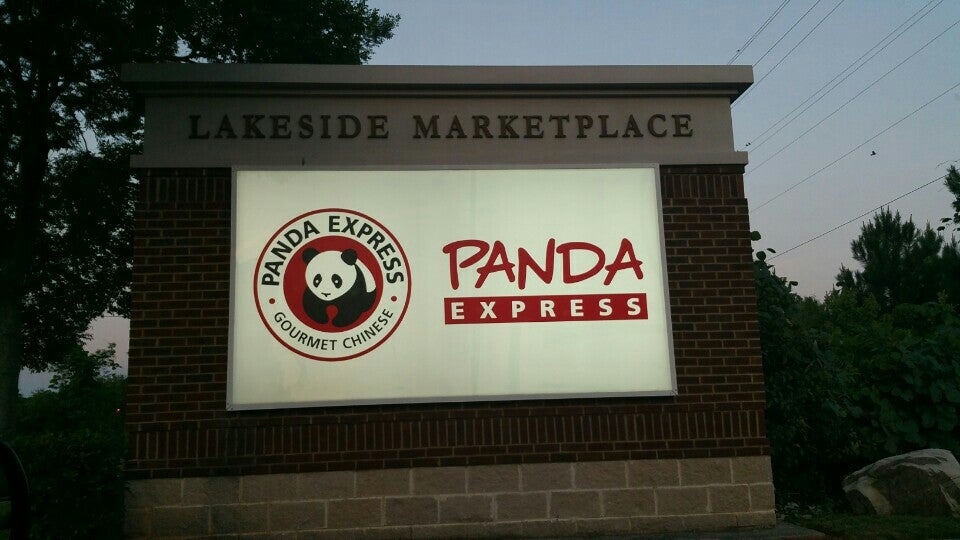 LAKESIDE MARKETPLACE
PANDA EXPRESS
GOURMET CHINESE
PANDA
EXPRESS